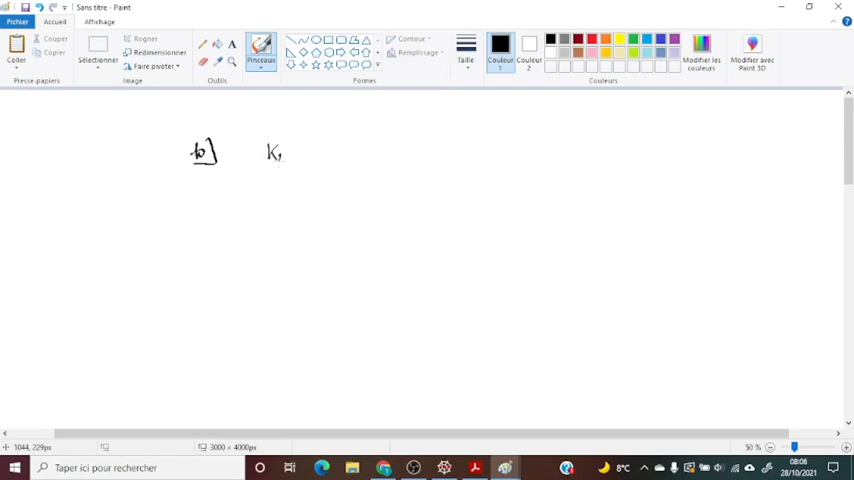 Sans titre - Paint
Fichier Accueil Affichage
Coller
Couper
Copier
Presse-papiers
Sélectionner
Rogner
Redimensionner
Faire pivoter
Image
A
Outils
Pinceaux
Contour
Remplissage
Formes
Taille
Couleur 1
Couleur 2
Couleurs
Modifier les couleurs
Modifier avec Paint 3D
K,
1044, 229px
3000 × 4000px
50 %
Taper ici pour rechercher
8°C
08:06
28/10/2021